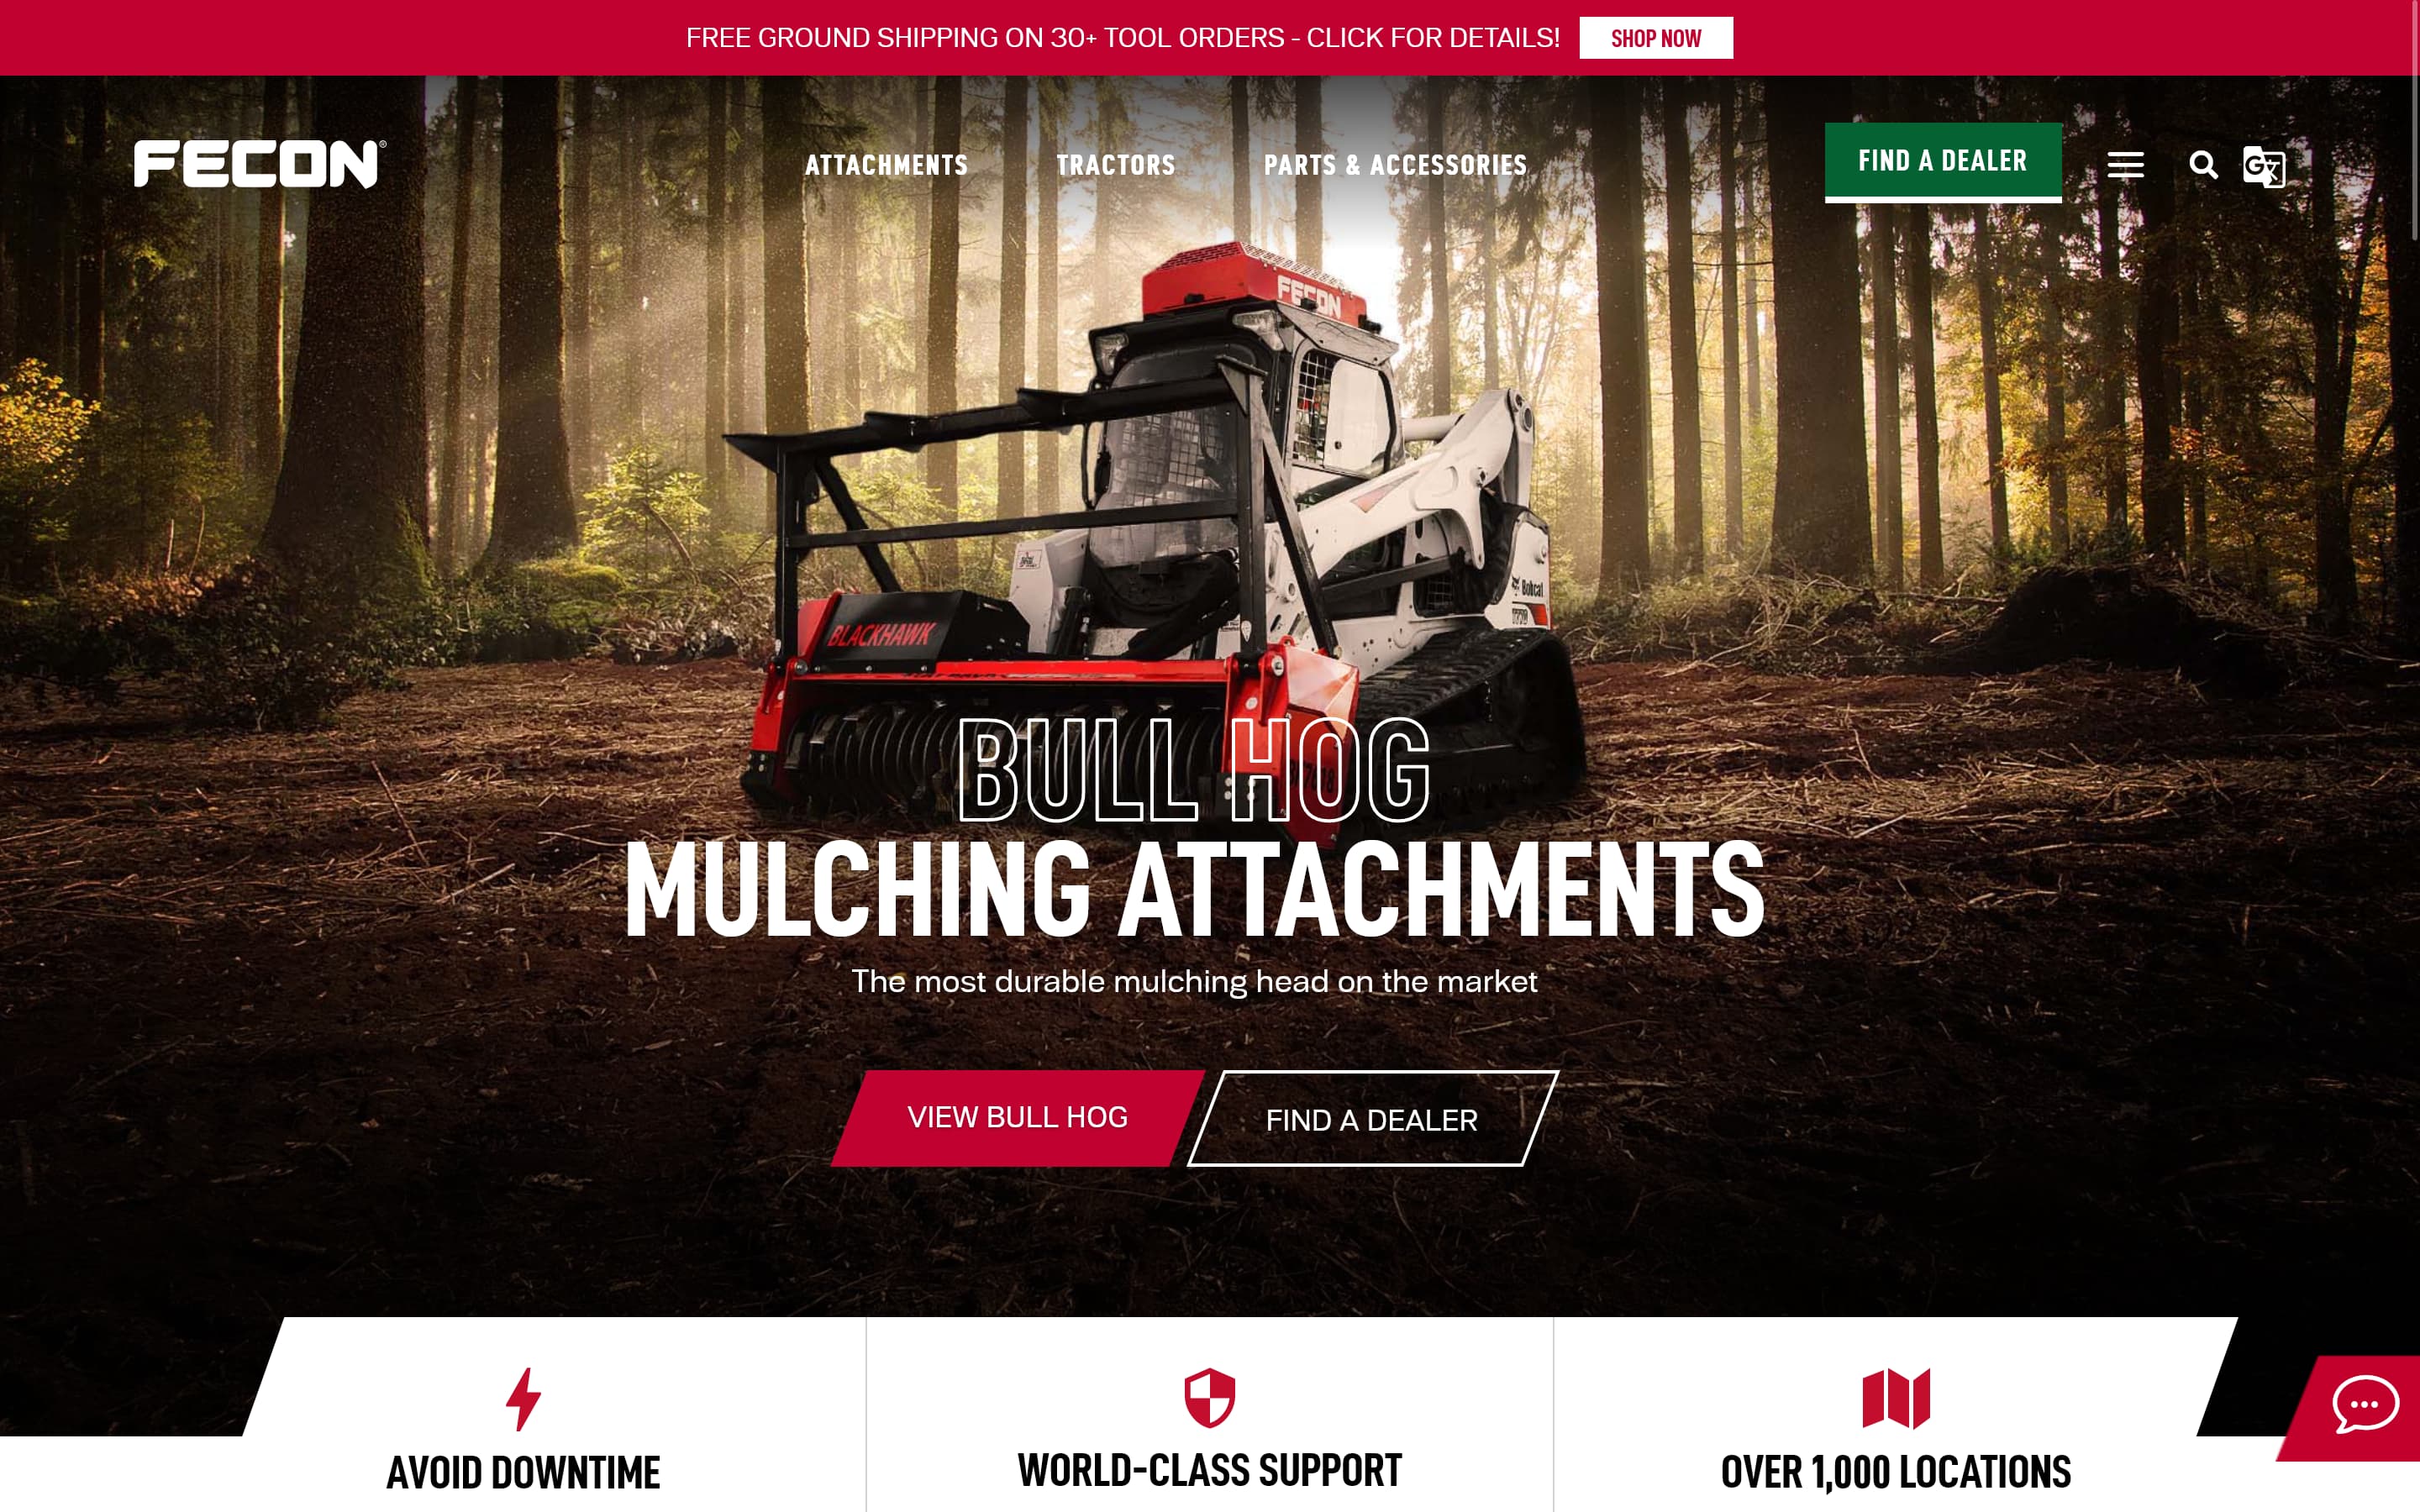 FREE GROUND SHIPPING ON 30+ TOOL ORDERS - CLICK FOR DETAILS! SHOP NOW
FECON®
ATTACHMENTS TRACTORS PARTS & ACCESSORIES
FIND A DEALER
FECON
Bobcat
BLACKHAWK
BULL HOG
MULCHING ATTACHMENTS
The most durable mulching head on the market
VIEW BULL HOG FIND A DEALER
AVOID DOWNTIME
WORLD-CLASS SUPPORT
OVER 1,000 LOCATIONS